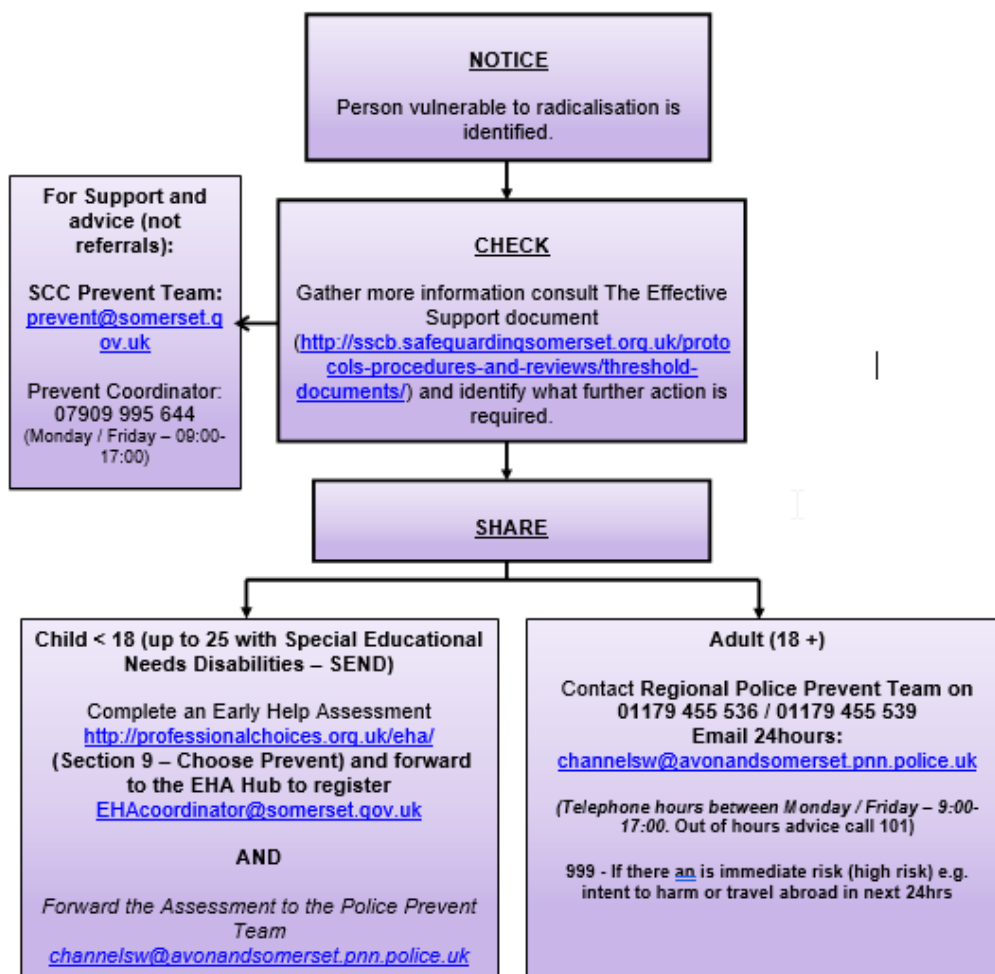 NOTICE
Person vulnerable to radicalisation is
identified.
For Support and
advice (not
referrals):
SCC Prevent Team:
prevent@somerset.g
ov.uk
Prevent Coordinator:
07909 995 644
(Monday / Friday – 09:00-
17:00)
CHECK
Gather more information consult The Effective
Support document
(http://sscb.safeguardingsomerset.org.uk/proto
cols-procedures-and-reviews/threshold-
documents/) and identify what further action is
required.
SHARE
Child < 18 (up to 25 with Special Educational
Needs Disabilities – SEND)
Complete an Early Help Assessment
http://professionalchoices.org.uk/eha/
(Section 9 – Choose Prevent) and forward
to the EHA Hub to register
EHAcoordinator@somerset.gov.uk
AND
Forward the Assessment to the Police Prevent
Team
channelsw@avonandsomerset.pnn.police.uk
Adult (18 +)
Contact Regional Police Prevent Team on
01179 455 536 / 01179 455 539
Email 24hours:
channelsw@avonandsomerset.pnn.police.uk
(Telephone hours between Monday / Friday – 9:00-
17:00. Out of hours advice call 101)
999 - If there an is immediate risk (high risk) e.g.
intent to harm or travel abroad in next 24hrs